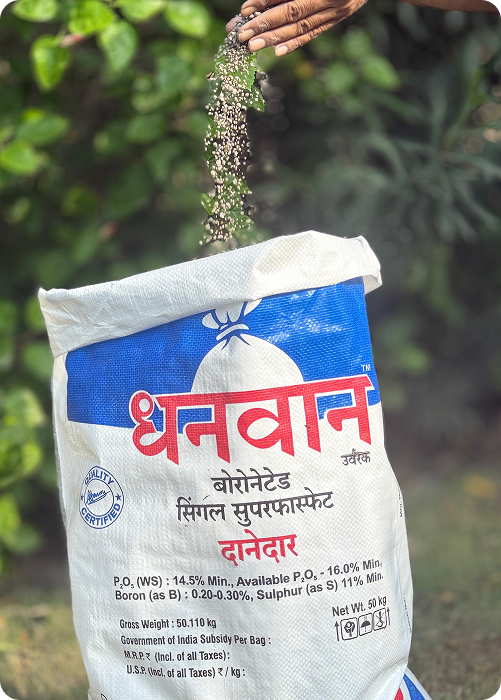 धनवान
TM
उर्वरक
बोरोनेटेड
सिंगल सुपरफास्फेट
दानेदार
QUALITY
CERTIFIED
P₂O₅ (WS) : 14.5% Min., Available P₂O₅ - 16.0% Min.
Boron (as B) : 0.20-0.30%, Sulphur (as S) 11% Min.
Net Wt. 50 kg
Gross Weight : 50.110 kg
Government of India Subsidy Per Bag :
M.R.P. ₹ (Incl. of all Taxes):
U.S.P. (Incl. of all Taxes) ₹ / kg :